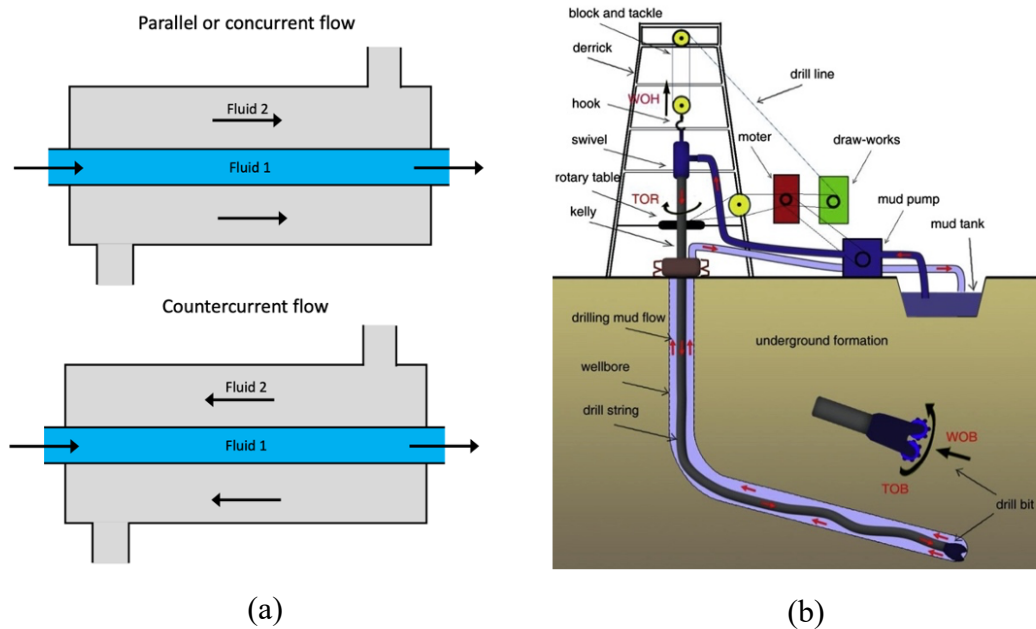 Parallel or concurrent flow
Fluid 2
Fluid 1
Countercurrent flow
Fluid 2
Fluid 1
(a)
block and tackle
derrick
drill line
WOH
hook
swivel
moter
draw-works
rotary table
TOR
mud pump
kelly
mud tank
drilling mud flow
underground formation
wellbore
drill string
WOB
TOB
drill bit
(b)